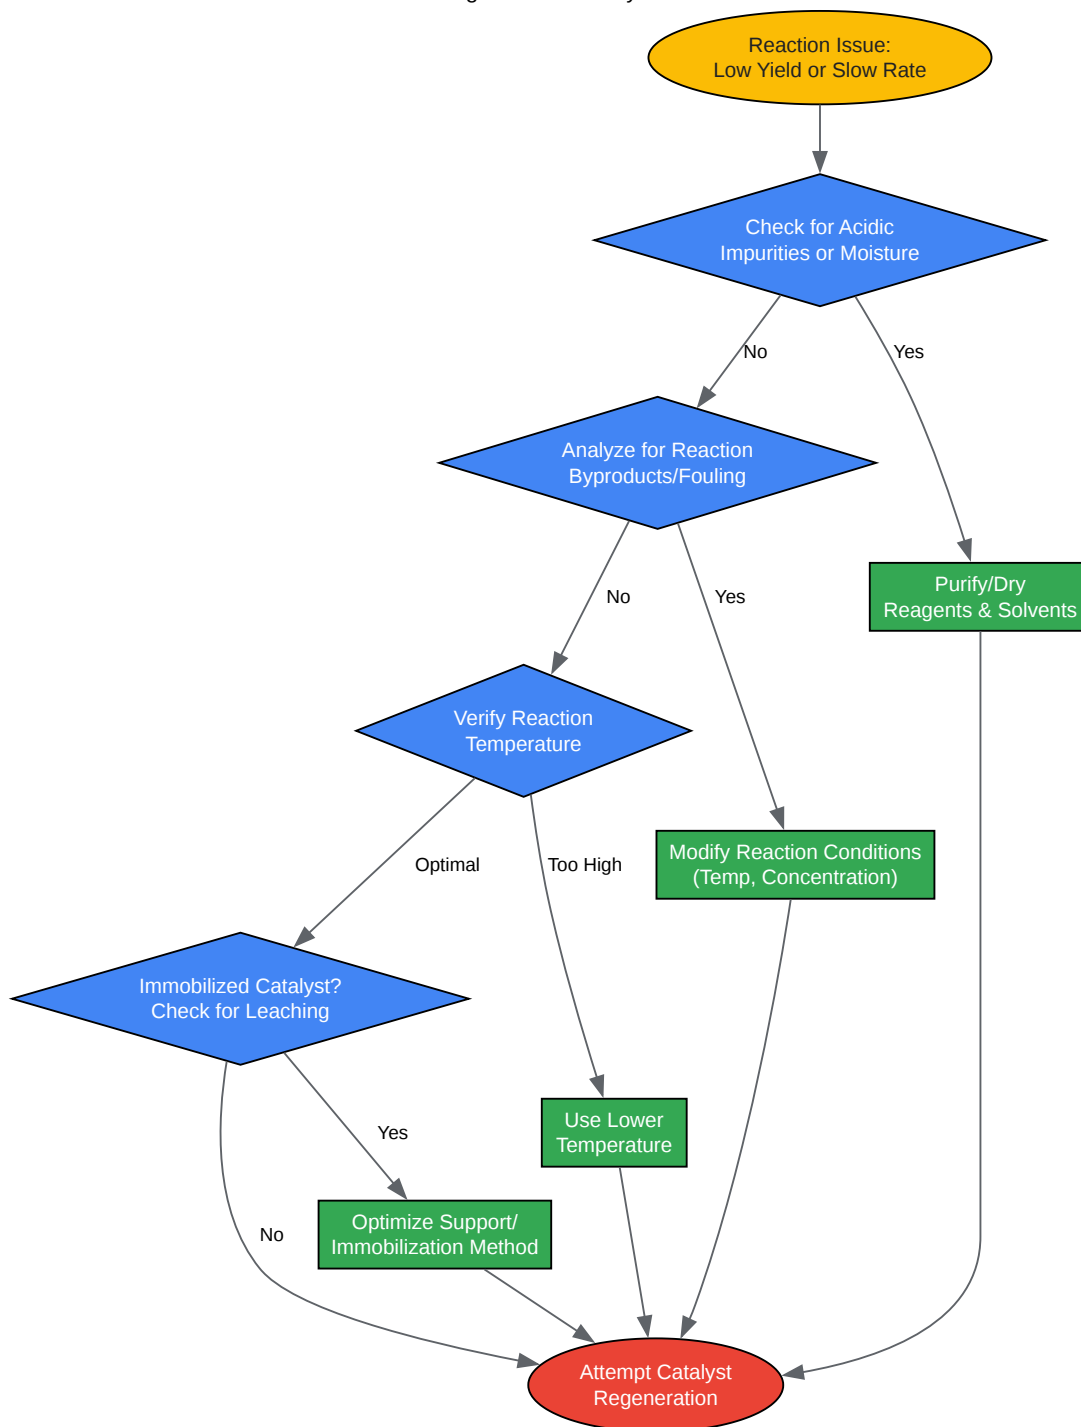 Reaction Issue:
Low Yield or Slow Rate
Check for Acidic
Impurities or Moisture
No
Yes
Analyze for Reaction
Byproducts/Fouling
No
Yes
Purify/Dry
Reagents & Solvents
Verify Reaction
Temperature
Optimal
Too High
Modify Reaction Conditions
(Temp, Concentration)
Immobilized Catalyst?
Check for Leaching
Yes
No
Use Lower
Temperature
Optimize Support/
Immobilization Method
Attempt Catalyst
Regeneration